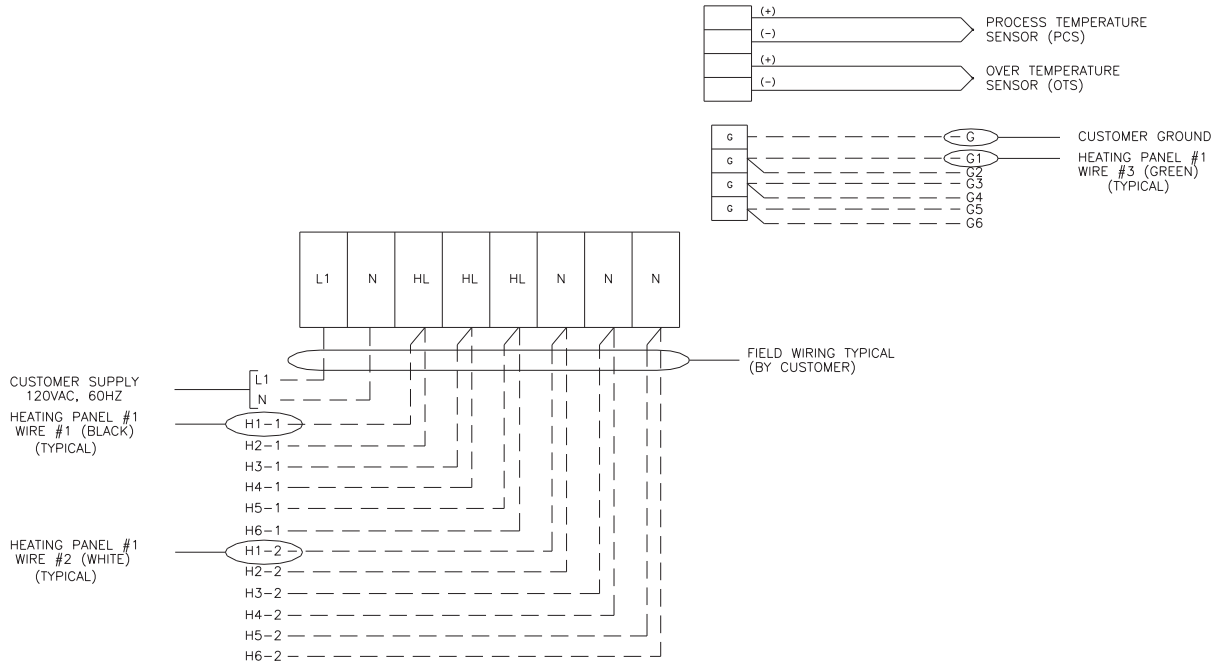 (+)
(-)
PROCESS TEMPERATURE
SENSOR (PCS)
(+)
(-)
OVER TEMPERATURE
SENSOR (OTS)
G
G
CUSTOMER GROUND
G
G1
HEATING PANEL #1
WIRE #3 (GREEN)
(TYPICAL)
G2
G
G3
G4
G
G5
G6
L1 N HL HL HL N N N
FIELD WIRING TYPICAL
(BY CUSTOMER)
CUSTOMER SUPPLY
120VAC, 60HZ
L1
N
HEATING PANEL #1
WIRE #1 (BLACK)
(TYPICAL)
H1-1
H2-1
H3-1
H4-1
H5-1
H6-1
HEATING PANEL #1
WIRE #2 (WHITE)
(TYPICAL)
H1-2
H2-2
H3-2
H4-2
H5-2
H6-2